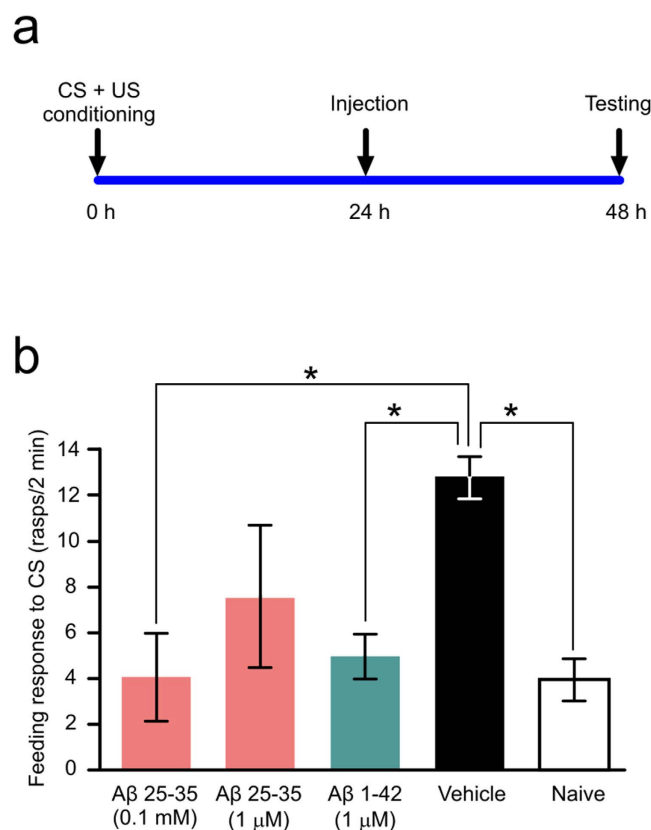 a
CS + US
conditioning
Injection
Testing
0 h
24 h
48 h
b
*
*
*
Feeding response to CS (rasps/2 min)
14
12
10
8
6
4
2
0
Aβ 25-35
(0.1 mM)
Aβ 25-35
(1 μM)
Aβ 1-42
(1 μM)
Vehicle
Naive